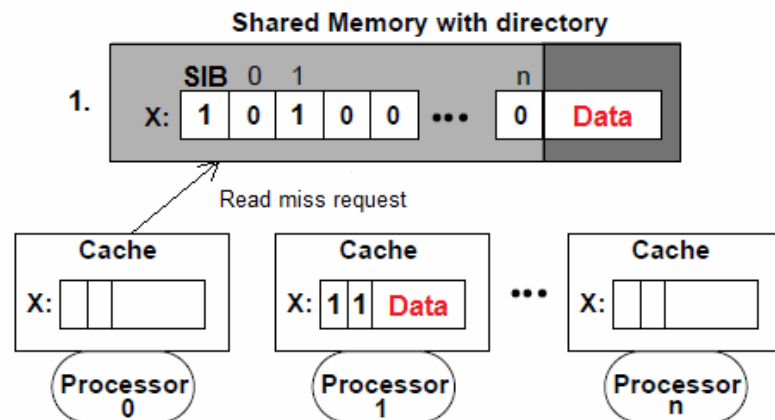 Shared Memory with directory
SIB 0 1 n
1. X: 1 0 1 0 0 ••• 0 Data
Read miss request
Cache Cache Cache
X: X: 1 1 Data ••• X:
Processor Processor Processor
0 1 n